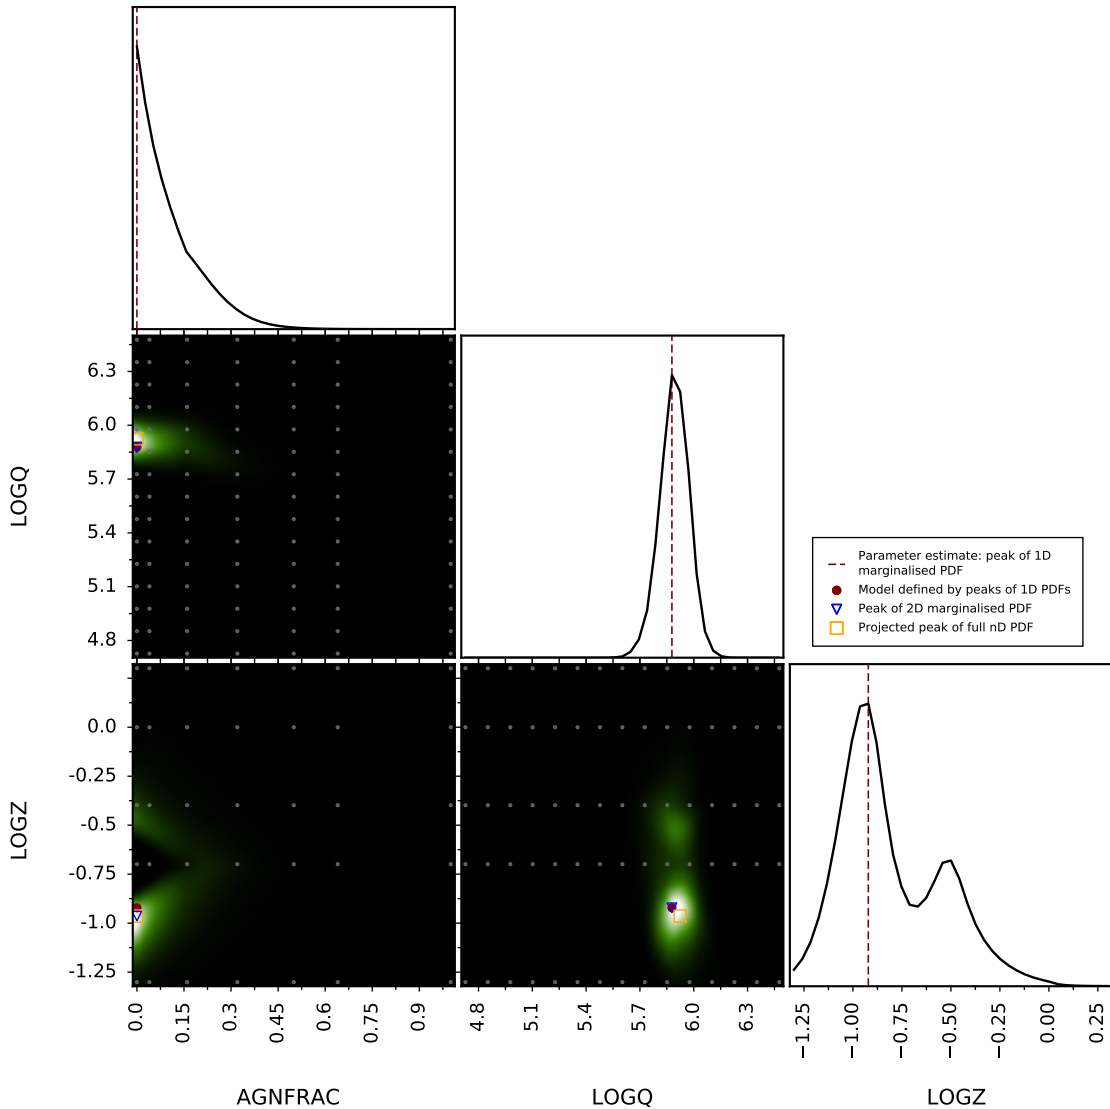 6.3
6.0
5.7
5.4
5.1
4.8
LOGQ
Parameter estimate: peak of 1D
marginalised PDF
Model defined by peaks of 1D PDFs
Peak of 2D marginalised PDF
Projected peak of full nD PDF
0.0
-0.25
-0.5
-0.75
-1.0
-1.25
LOGZ
0.0 0.15 0.3 0.45 0.6 0.75 0.9
4.8 5.1 5.4 5.7 6.0 6.3
−1.25 −1.00 −0.75 −0.50 −0.25 0.00 0.25
AGNFRAC LOGQ LOGZ